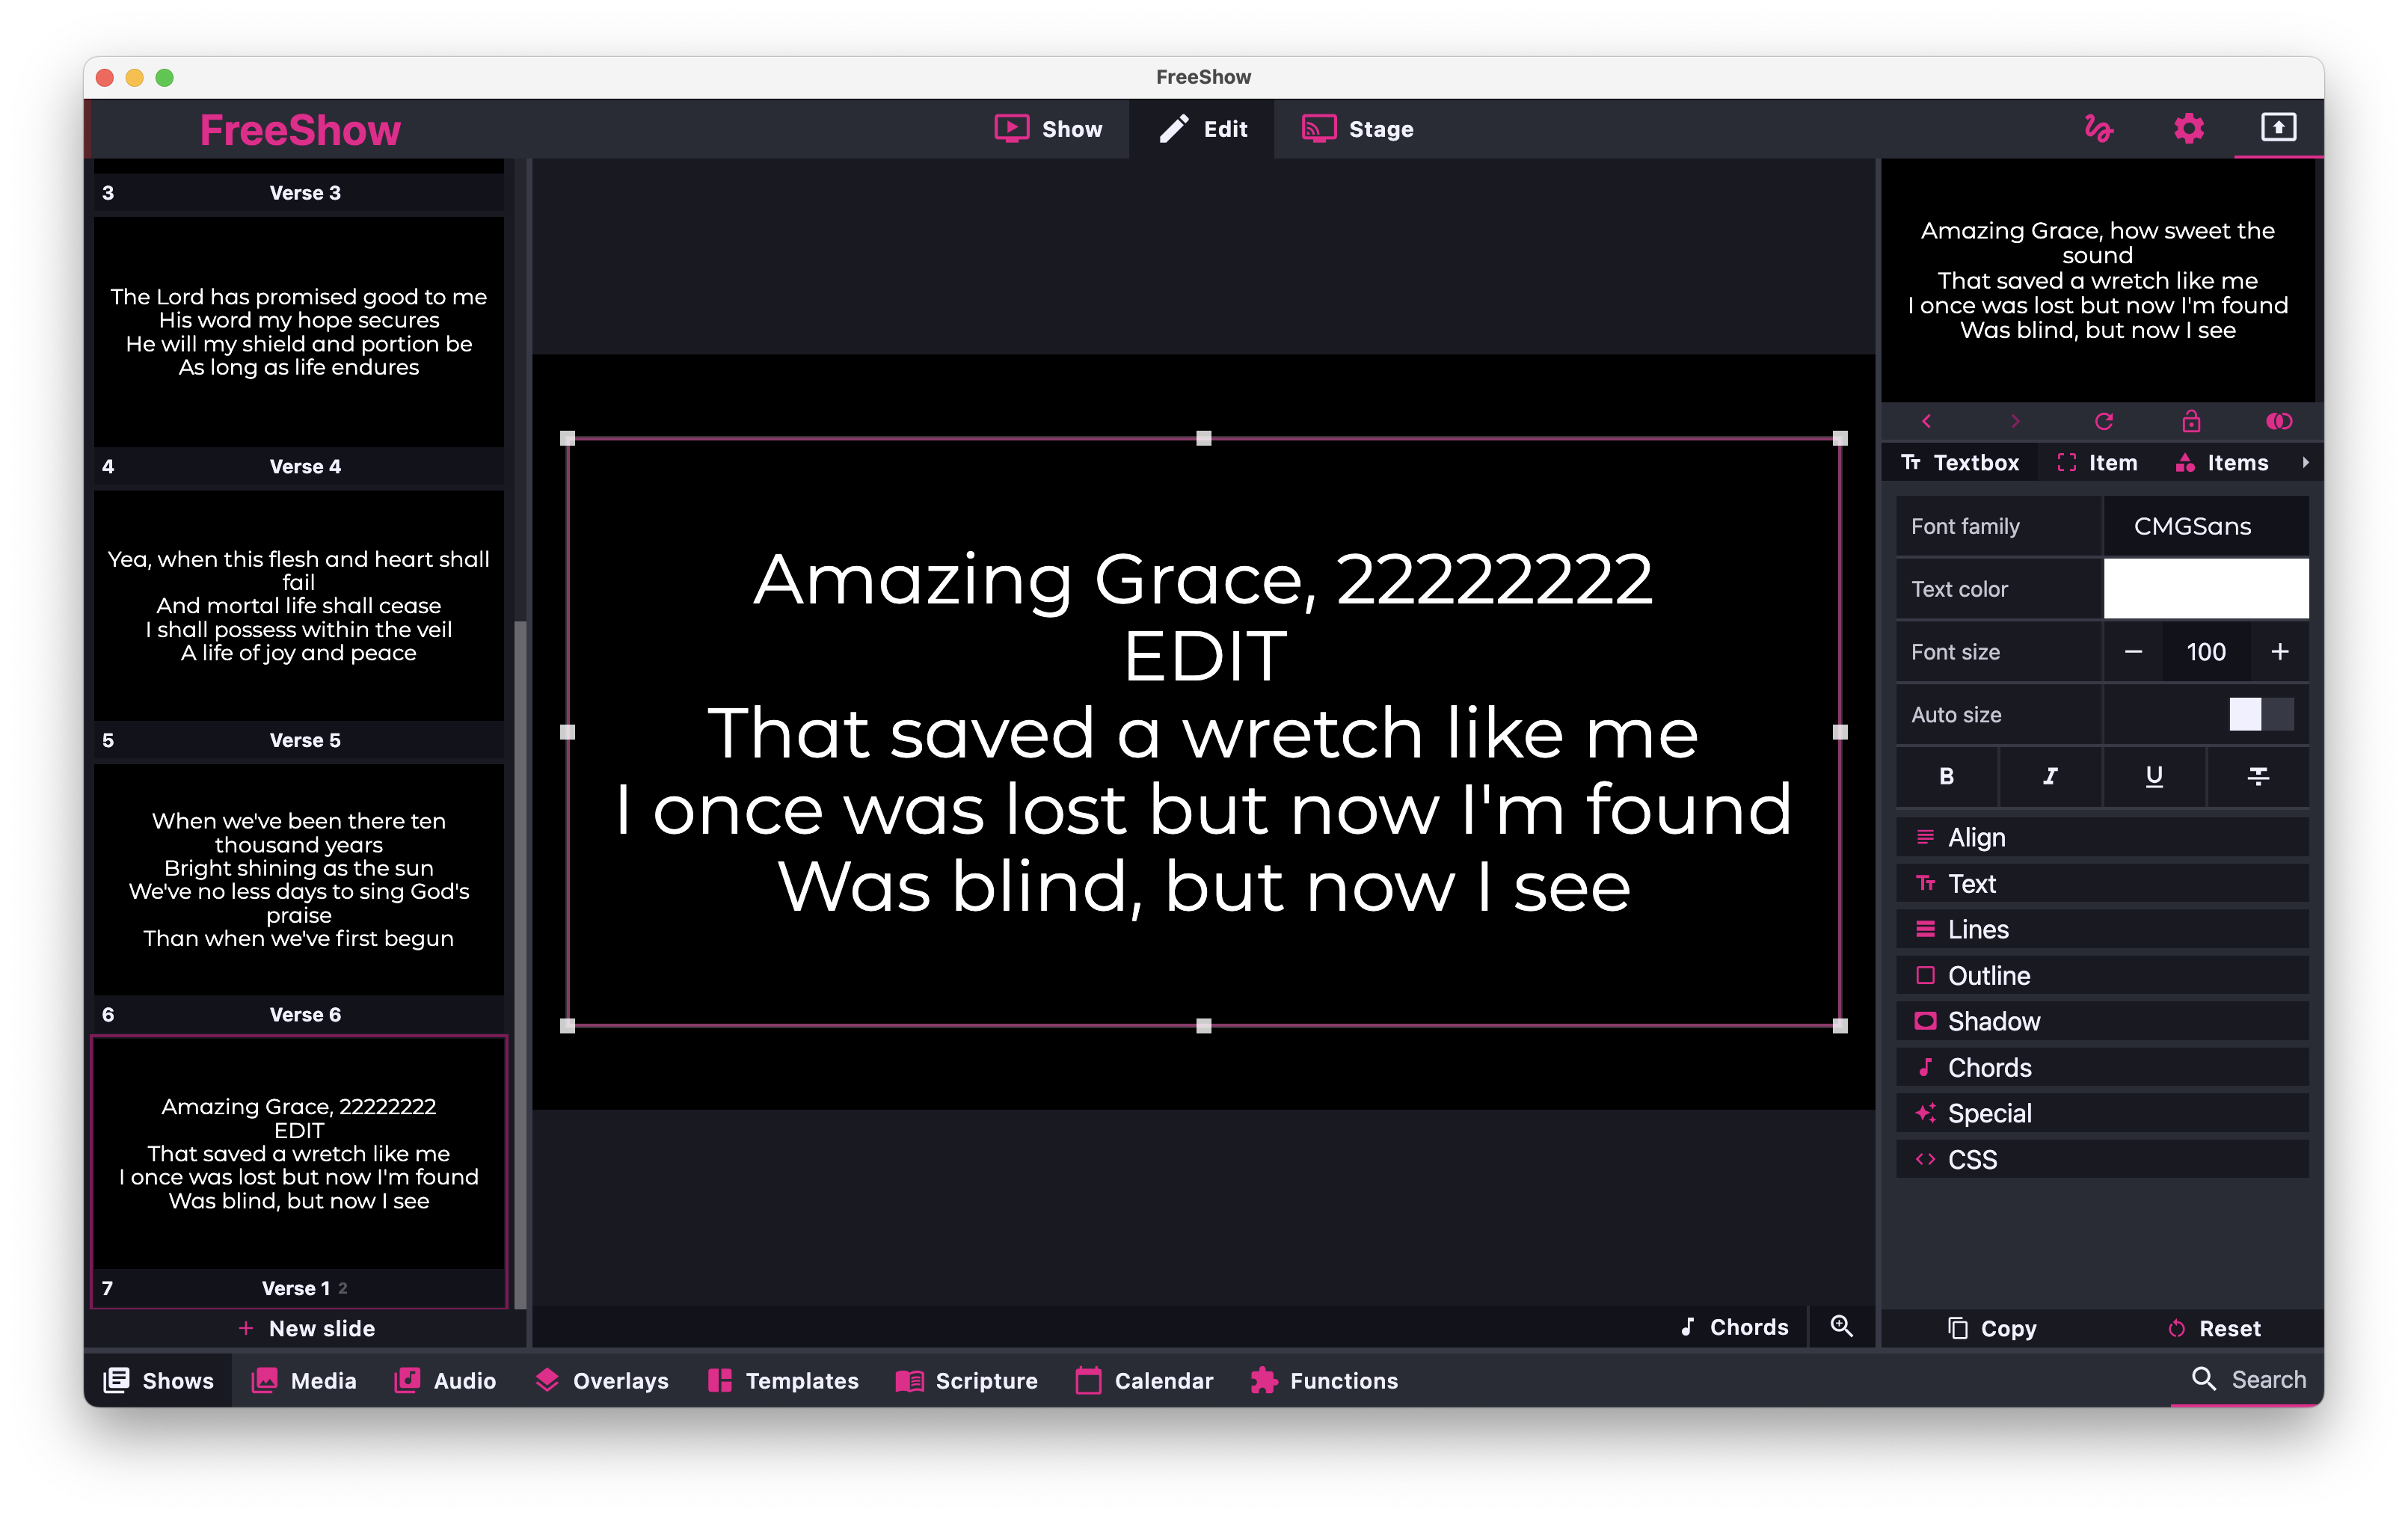 FreeShow
FreeShow
Show
Edit
Stage
3 Verse 3
The Lord has promised good to me
His word my hope secures
He will my shield and portion be
As long as life endures
4 Verse 4
Yea, when this flesh and heart shall
fail
And mortal life shall cease
I shall possess within the veil
A life of joy and peace
5 Verse 5
When we've been there ten
thousand years
Bright shining as the sun
We've no less days to sing God's
praise
Than when we've first begun
6 Verse 6
Amazing Grace, 22222222
EDIT
That saved a wretch like me
I once was lost but now I'm found
Was blind, but now I see
7 Verse 1 2
+ New slide
Amazing Grace, 22222222
EDIT
That saved a wretch like me
I once was lost but now I'm found
Was blind, but now I see
Chords
Amazing Grace, how sweet the
sound
That saved a wretch like me
I once was lost but now I'm found
Was blind, but now I see
Textbox
Item
Items
Font family CMGSans
Text color
Font size − 100 +
Auto size
B I U T
Align
Text
Lines
Outline
Shadow
Chords
Special
CSS
Copy
Reset
Shows
Media
Audio
Overlays
Templates
Scripture
Calendar
Functions
Search